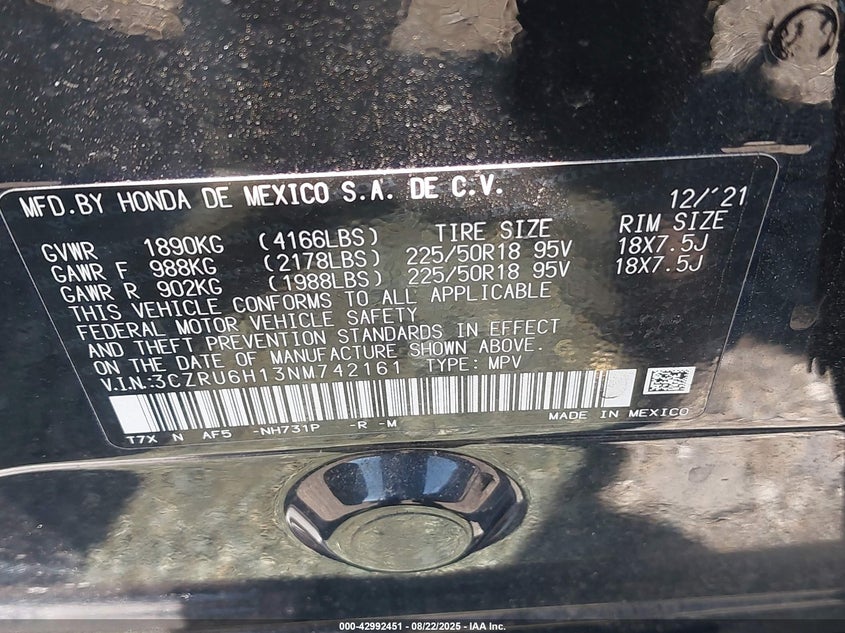 MFD.BY HONDA DE MEXICO S.A. DE C.V. 12/'21
GVWR 1890KG (4166LBS) TIRE SIZE RIM SIZE
GAWR F 988KG (2178LBS) 225/50R18 95V 18X7.5J
GAWR R 902KG (1988LBS) 225/50R18 95V 18X7.5J
THIS VEHICLE CONFORMS TO ALL APPLICABLE
FEDERAL MOTOR VEHICLE SAFETY
AND THEFT PREVENTION STANDARDS IN EFFECT
ON THE DATE OF MANUFACTURE SHOWN ABOVE.
V.I.N.:3CZRU6H13NM742161 TYPE: MPV
T7X N AF5 -NH731P -R -M MADE IN MEXICO
000-42992451 - 08/22/2025 - IAA Inc.